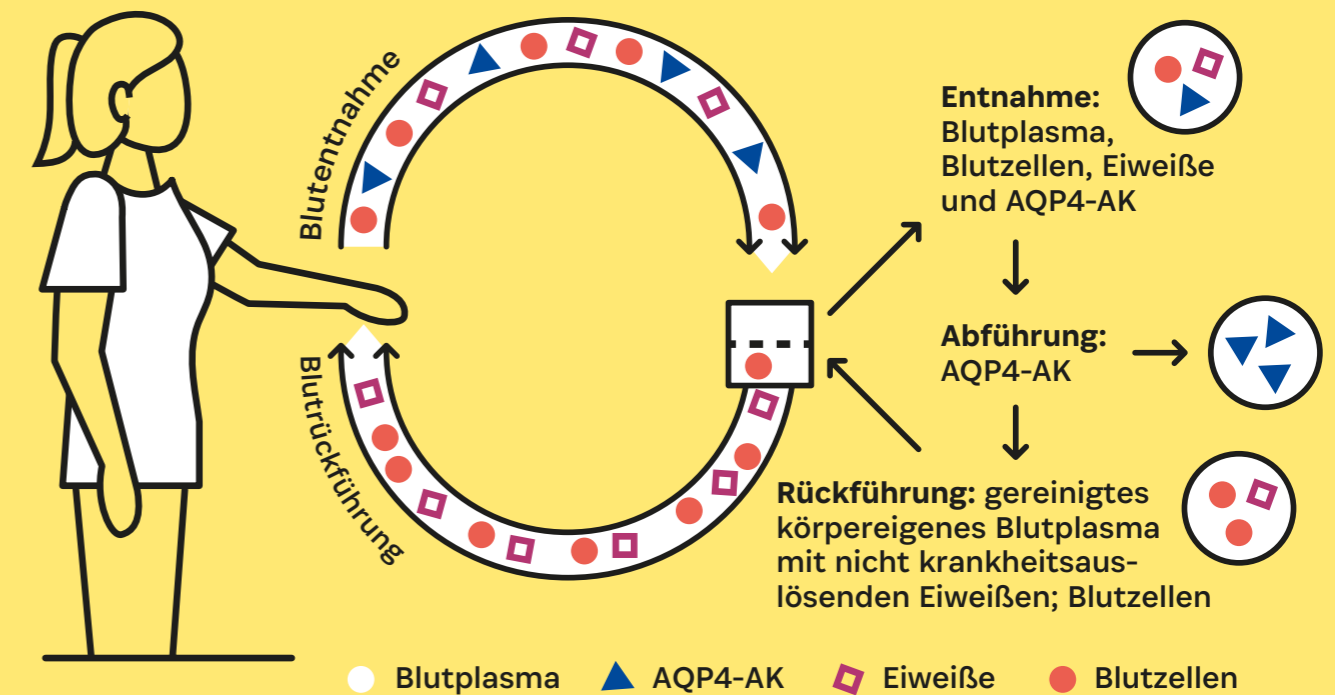 Blutentnahme
Blutrückführung
Entnahme:
Blutplasma,
Blutzellen, Eiweiße
und AQP4-AK
Abführung:
AQP4-AK
Rückführung: gereinigtes
körpereigenes Blutplasma
mit nicht krankheitsaus-
lösenden Eiweißen; Blutzellen
Blutplasma AQP4-AK Eiweiße Blutzellen